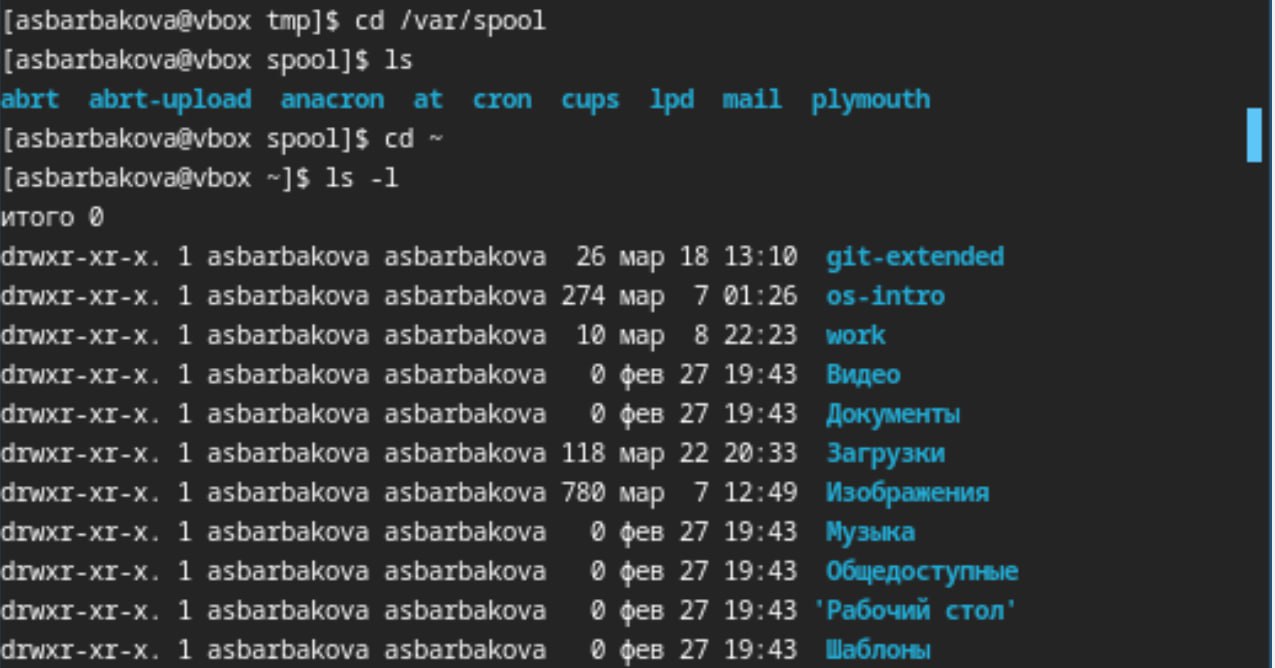 [asbarbakova@vbox tmp]$ cd /var/spool
[asbarbakova@vbox spool]$ ls
abrt  abrt-upload  anacron  at  cron  cups  lpd  mail  plymouth
[asbarbakova@vbox spool]$ cd ~
[asbarbakova@vbox ~]$ ls -l
итого 0
drwxr-xr-x. 1 asbarbakova asbarbakova  26 мар 18 13:10  git-extended
drwxr-xr-x. 1 asbarbakova asbarbakova 274 мар  7 01:26  os-intro
drwxr-xr-x. 1 asbarbakova asbarbakova  10 мар  8 22:23  work
drwxr-xr-x. 1 asbarbakova asbarbakova   0 фев 27 19:43  Видео
drwxr-xr-x. 1 asbarbakova asbarbakova   0 фев 27 19:43  Документы
drwxr-xr-x. 1 asbarbakova asbarbakova 118 мар 22 20:33  Загрузки
drwxr-xr-x. 1 asbarbakova asbarbakova 780 мар  7 12:49  Изображения
drwxr-xr-x. 1 asbarbakova asbarbakova   0 фев 27 19:43  Музыка
drwxr-xr-x. 1 asbarbakova asbarbakova   0 фев 27 19:43  Общедоступные
drwxr-xr-x. 1 asbarbakova asbarbakova   0 фев 27 19:43 'Рабочий стол'
drwxr-xr-x. 1 asbarbakova asbarbakova   0 фев 27 19:43  Шаблоны